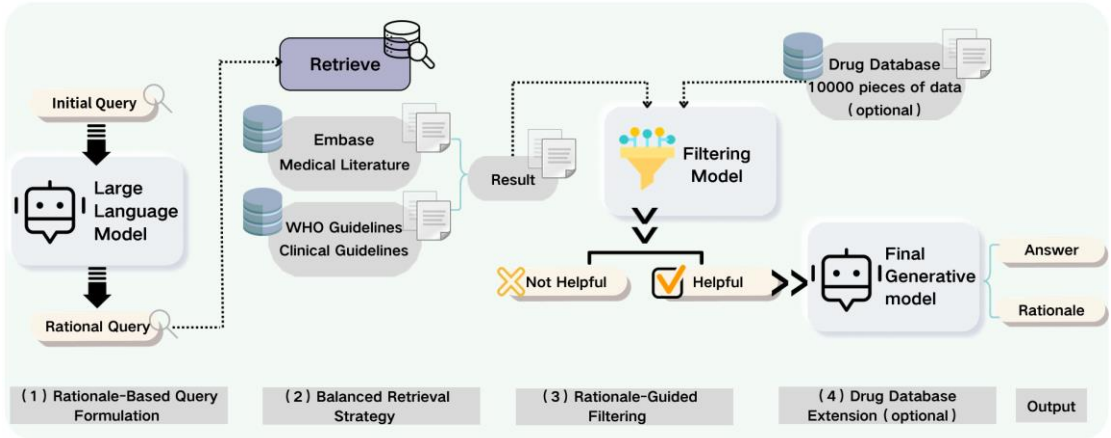 Initial Query
Large
Language
Model
Rational Query
Retrieve
Embase
Medical Literature
WHO Guidelines
Clinical Guidelines
Result
Drug Database
10000 pieces of data
(optional)
Filtering
Model
Not Helpful
Helpful
Final
Generative
model
Answer
Rationale
(1) Rationale-Based Query
Formulation
(2) Balanced Retrieval
Strategy
(3) Rationale-Guided
Filtering
(4) Drug Database
Extension (optional)
Output